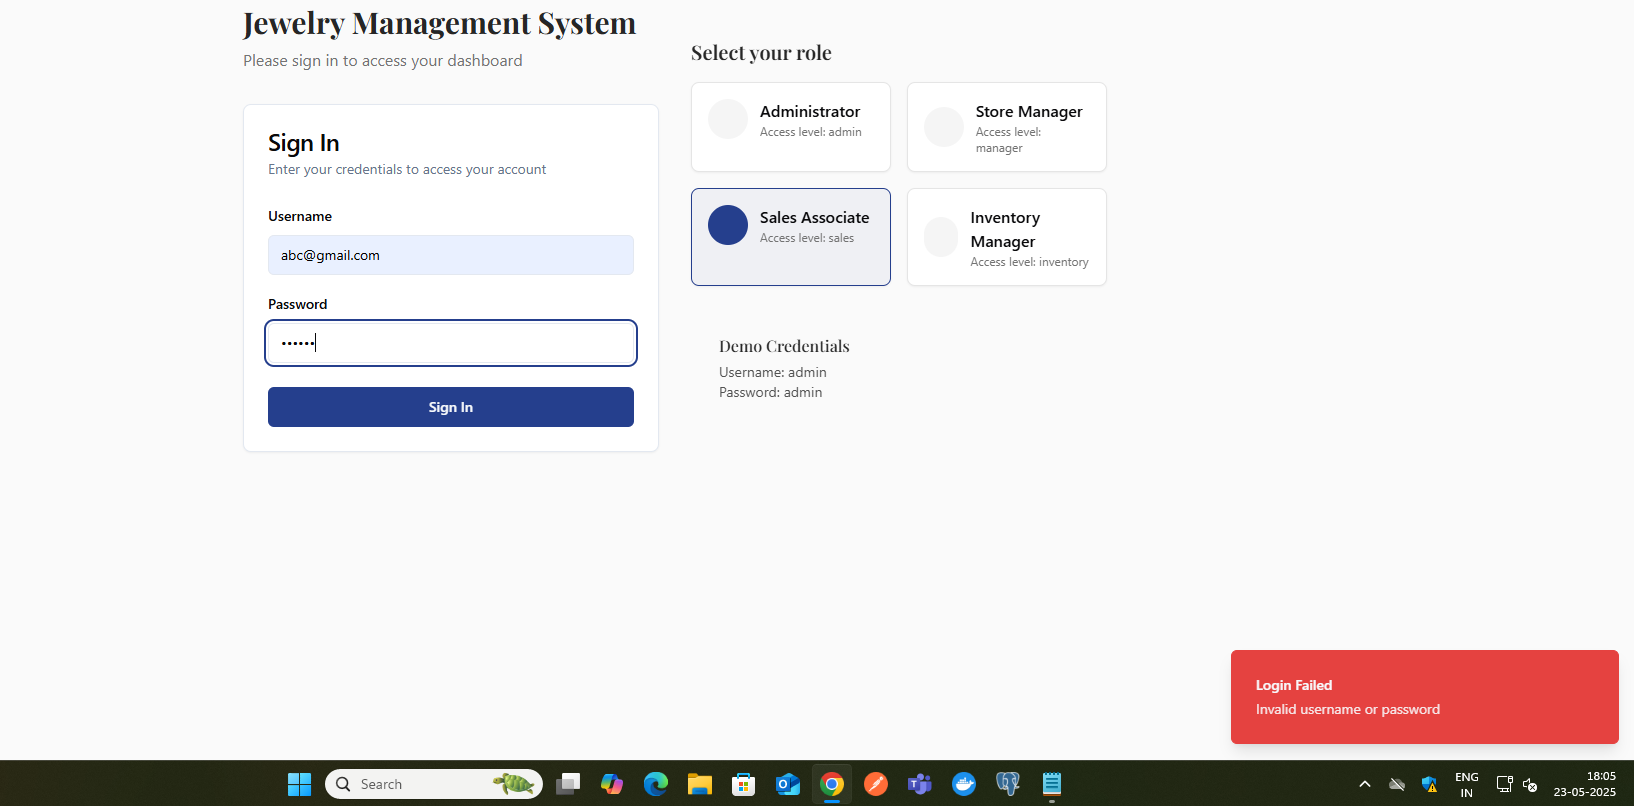 Jewelry Management System
Please sign in to access your dashboard
Sign In
Enter your credentials to access your account
Username
abc@gmail.com
Password
••••••
Sign In
Select your role
Administrator
Access level: admin
Store Manager
Access level:
manager
Sales Associate
Access level: sales
Inventory
Manager
Access level: inventory
Demo Credentials
Username: admin
Password: admin
Login Failed
Invalid username or password
Search
ENG
IN
18:05
23-05-2025